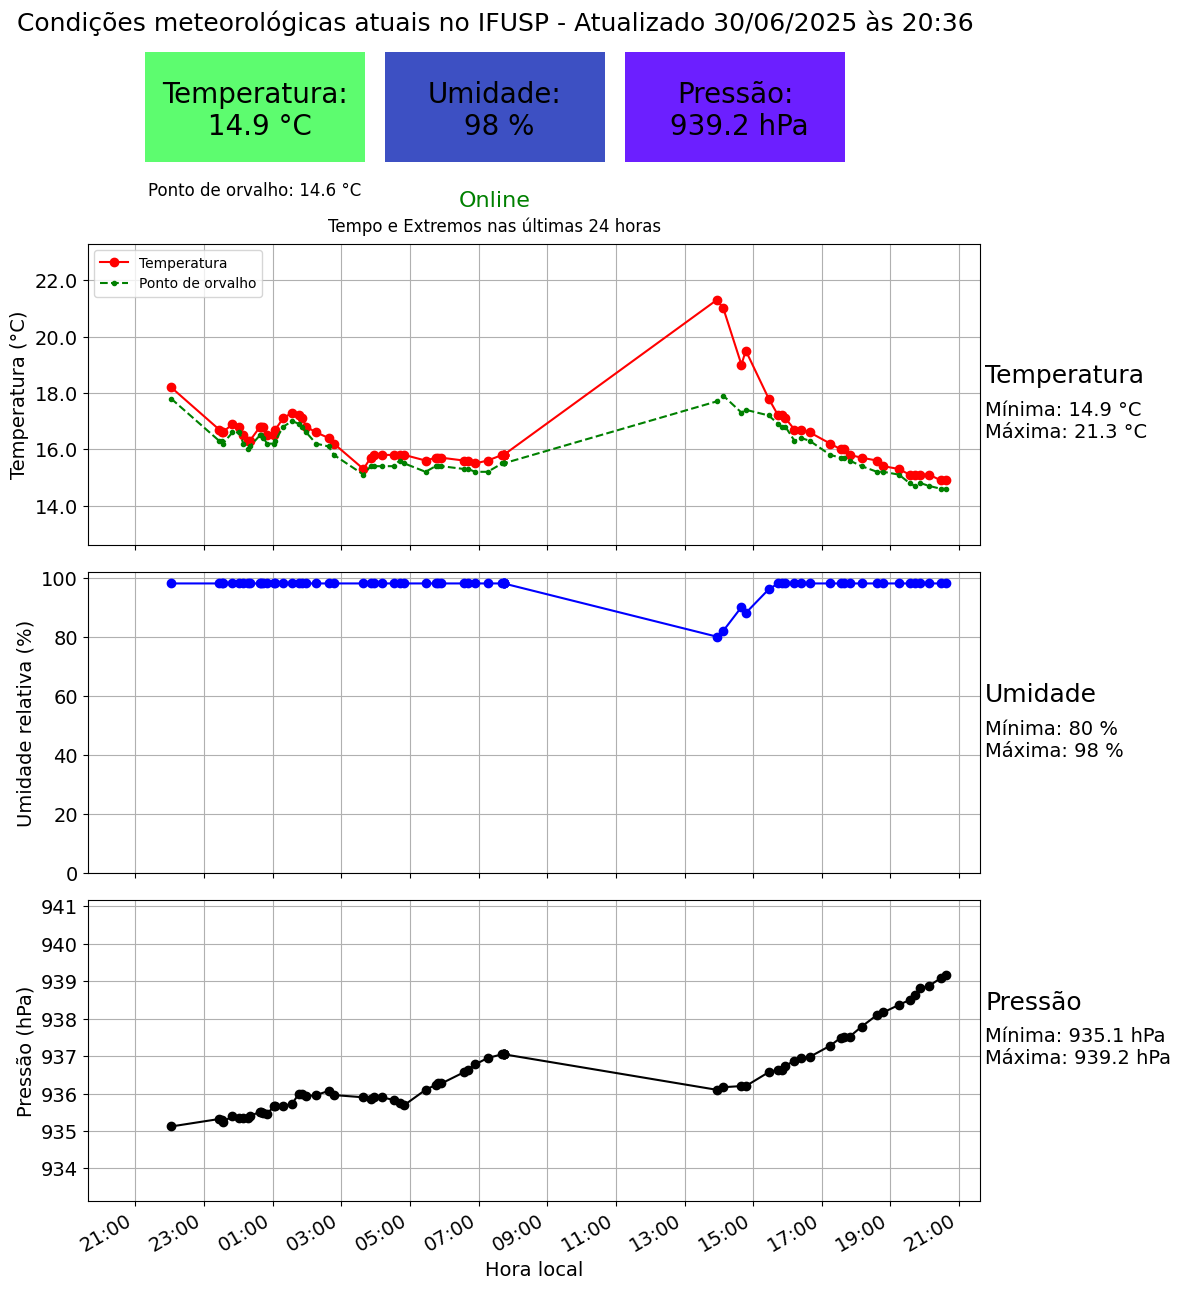 Condições meteorológicas atuais no IFUSP - Atualizado 30/06/2025 às 20:36
Temperatura:
14.9 °C
Umidade:
98 %
Pressão:
939.2 hPa
Ponto de orvalho: 14.6 °C
Online
Tempo e Extremos nas últimas 24 horas
Temperatura
Ponto de orvalho
Temperatura (°C)
22.0
20.0
18.0
16.0
14.0
Temperatura
Mínima: 14.9 °C
Máxima: 21.3 °C
Umidade relativa (%)
100
80
60
40
20
0
Umidade
Mínima: 80 %
Máxima: 98 %
Pressão (hPa)
941
940
939
938
937
936
935
934
Pressão
Mínima: 935.1 hPa
Máxima: 939.2 hPa
21:00
23:00
01:00
03:00
05:00
07:00
09:00
11:00
13:00
15:00
17:00
19:00
21:00
Hora local